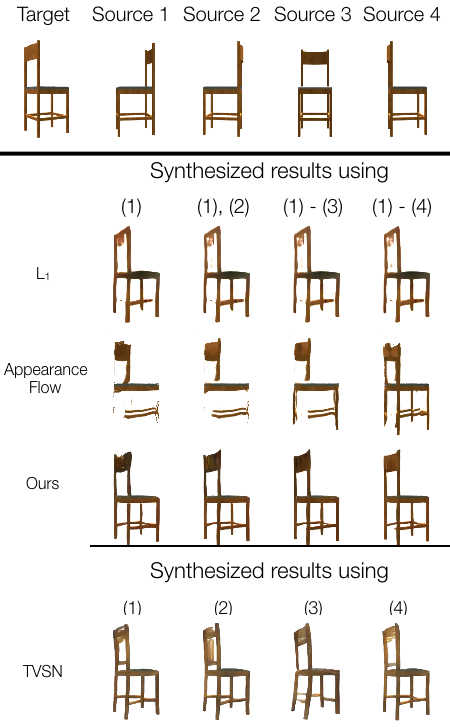 Target Source 1 Source 2 Source 3 Source 4
Synthesized results using
(1) (1), (2) (1) - (3) (1) - (4)
L₁
Appearance
Flow
Ours
Synthesized results using
(1) (2) (3) (4)
TVSN